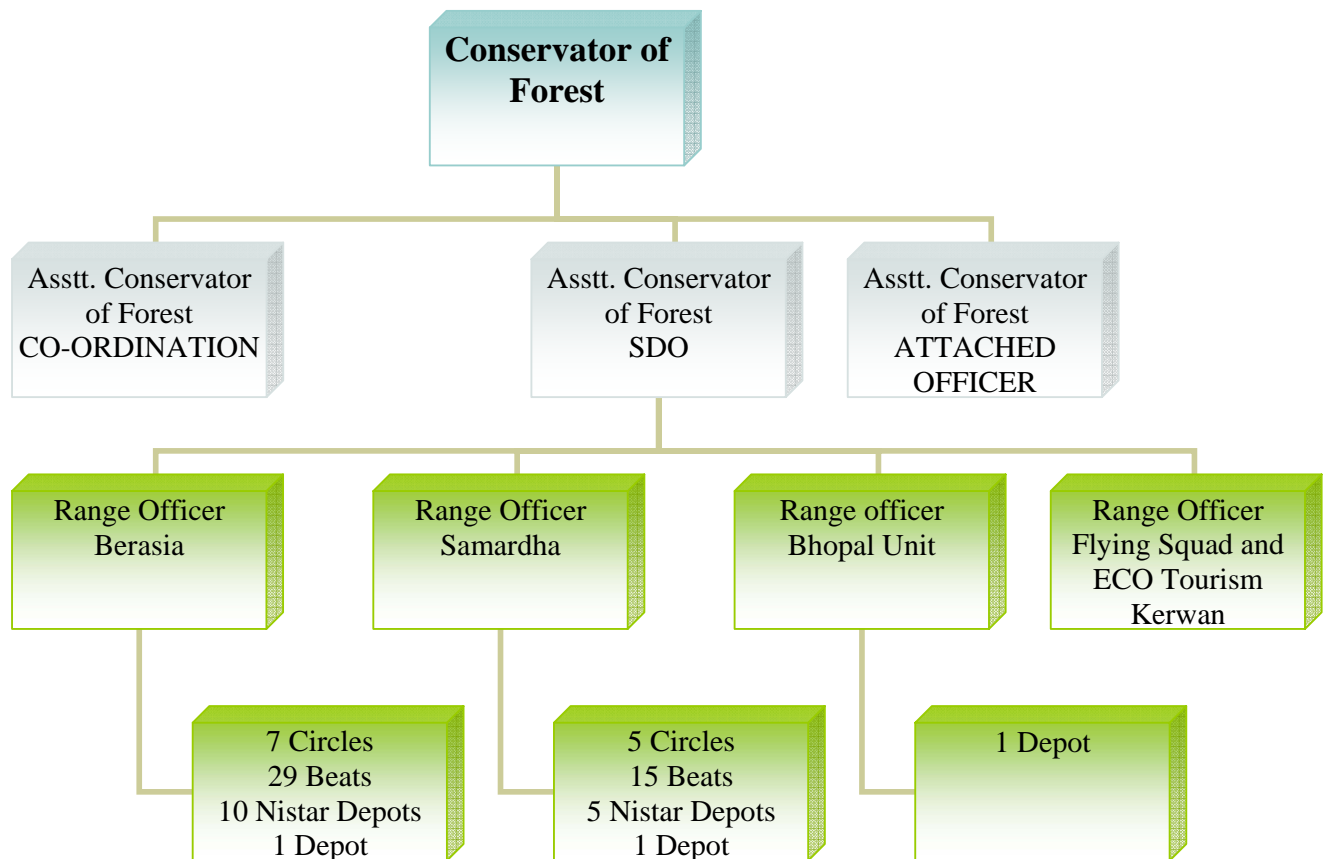 Conservator of
Forest
Asstt. Conservator
of Forest
CO-ORDINATION
Asstt. Conservator
of Forest
SDO
Asstt. Conservator
of Forest
ATTACHED
OFFICER
Range Officer
Berasia
Range Officer
Samardha
Range officer
Bhopal Unit
Range Officer
Flying Squad and
ECO Tourism
Kerwan
7 Circles
29 Beats
10 Nistar Depots
1 Depot
5 Circles
15 Beats
5 Nistar Depots
1 Depot
1 Depot